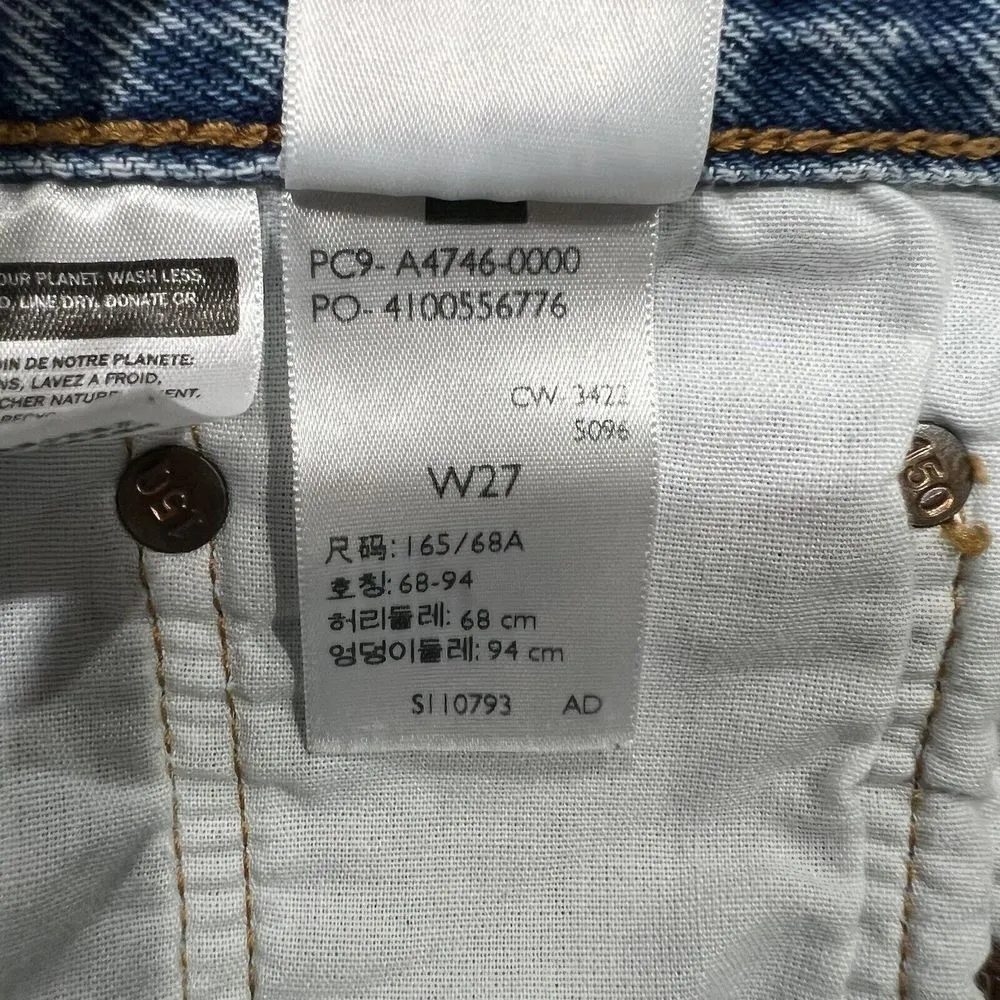 OUR PLANET: WASH LESS,
LINE DRY, DONATE OR
DE NOTRE PLANETE:
LAVEZ A FROID,
PC9- A4746-0000
PO- 4100556776
CW 3422
5096
W27
尺码: 165/68A
호칭: 68-94
허리둘레: 68 cm
엉덩이둘레: 94 cm
S110793 AD
150
150